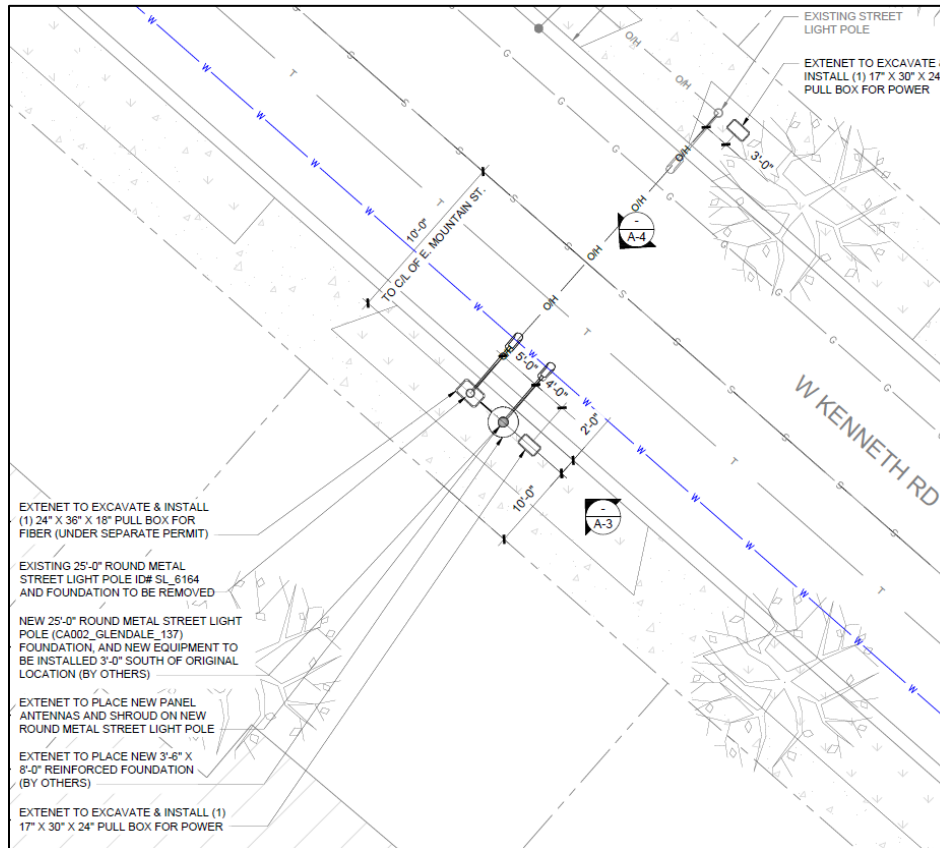 EXISTING STREET
LIGHT POLE
EXTENET TO EXCAVATE &
INSTALL (1) 17" X 30" X 24
PULL BOX FOR POWER
3'-0"
O/H
O/H
O/H
O/H
O/H
O/H
O/H
-
A-4
10'-0"
TO C/L OF E. MOUNTAIN ST.
5'-0"
4'-0"
2'-0"
10'-0"
-
A-3
W KENNETH RD
W
W
W
W
W
W
W
W
W
W
W
T
T
T
T
T
T
S
S
S
S
S
S
G
G
G
G
G
G
EXTENET TO EXCAVATE & INSTALL
(1) 24" X 36" X 18" PULL BOX FOR
FIBER (UNDER SEPARATE PERMIT)
EXISTING 25'-0" ROUND METAL
STREET LIGHT POLE ID# SL_6164
AND FOUNDATION TO BE REMOVED
NEW 25'-0" ROUND METAL STREET LIGHT
POLE (CA002_GLENDALE_137)
FOUNDATION, AND NEW EQUIPMENT TO
BE INSTALLED 3'-0" SOUTH OF ORIGINAL
LOCATION (BY OTHERS)
EXTENET TO PLACE NEW PANEL
ANTENNAS AND SHROUD ON NEW
ROUND METAL STREET LIGHT POLE
EXTENET TO PLACE NEW 3'-6" X
8'-0" REINFORCED FOUNDATION
(BY OTHERS)
EXTENET TO EXCAVATE & INSTALL (1)
17" X 30" X 24" PULL BOX FOR POWER